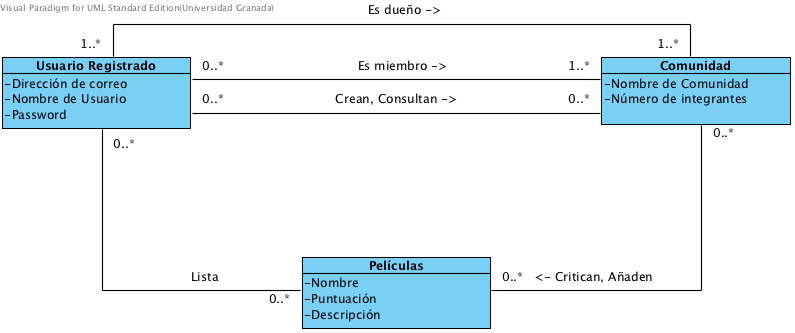 Visual Paradigm for UML Standard Edition(Universidad Granada)
Es dueño ->
1..*
1..*
Usuario Registrado
-Dirección de correo
-Nombre de Usuario
-Password
0..*
Es miembro ->
1..*
0..*
Crean, Consultan ->
0..*
Comunidad
-Nombre de Comunidad
-Número de integrantes
0..*
0..*
Lista
0..*
Películas
-Nombre
-Puntuación
-Descripción
0..*
<- Critican, Añaden